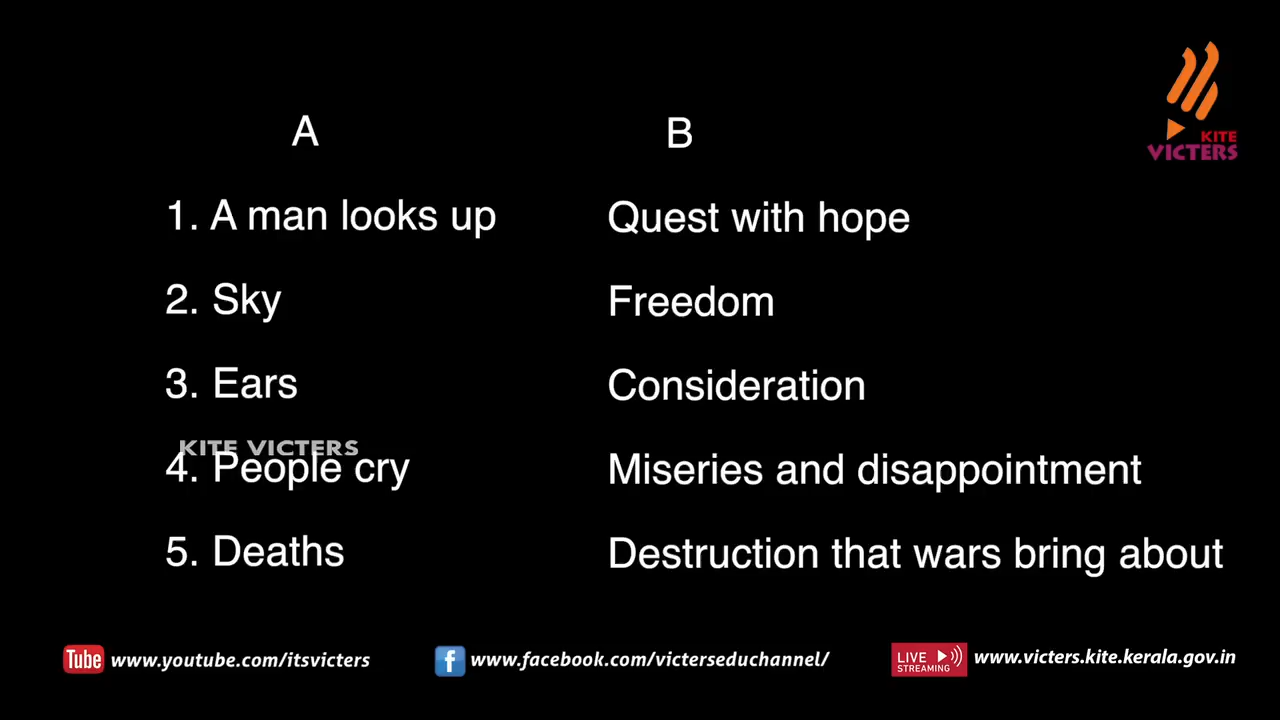 A B
1. A man looks up Quest with hope
2. Sky Freedom
3. Ears Consideration
KITE VICTERS
4. People cry Miseries and disappointment
5. Deaths Destruction that wars bring about
KITE
VICTERS
Tube www.youtube.com/itsvicters f www.facebook.com/victerseduchannel/ LIVE STREAMING www.victers.kite.kerala.gov.in